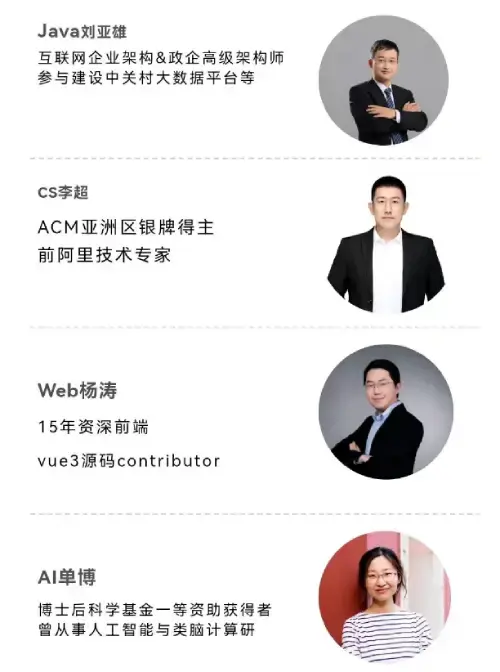 Java刘亚雄
互联网企业架构&政企高级架构师
参与建设中关村大数据平台等
CS李超
ACM亚洲区银牌得主
前阿里技术专家
Web杨涛
15年资深前端
vue3源码contributor
AI单博
博士后科学基金一等资助获得者
曾从事人工智能与类脑计算研